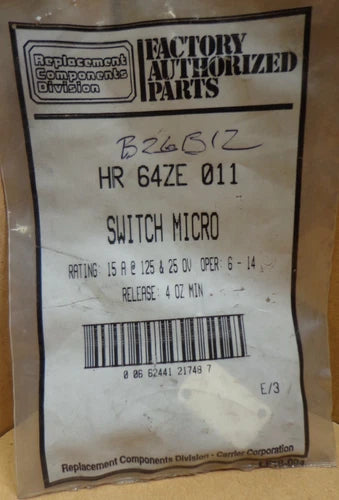 Replacement
Components
Division
FACTORY
AUTHORIZED
PARTS
B26B12
HR 64ZE 011
SWITCH MICRO
RATING: 15 A @ 125 & 25 0V OPER: 6 - 14
RELEASE: 4 OZ MIN
0 06 62441 21748 7
E/3
Replacement Components Division - Carrier Corporation